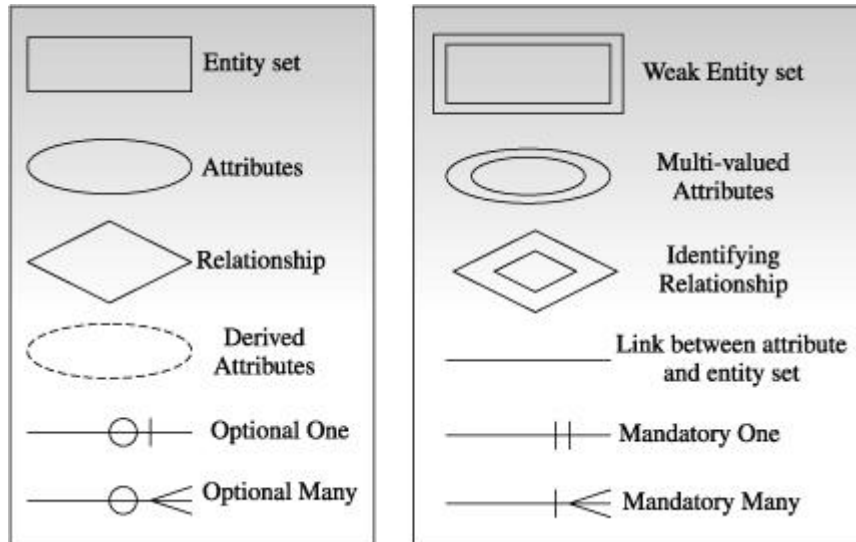 Entity set
Attributes
Relationship
Derived
Attributes
Optional One
Optional Many
Weak Entity set
Multi-valued
Attributes
Identifying
Relationship
Link between attribute
and entity set
Mandatory One
Mandatory Many